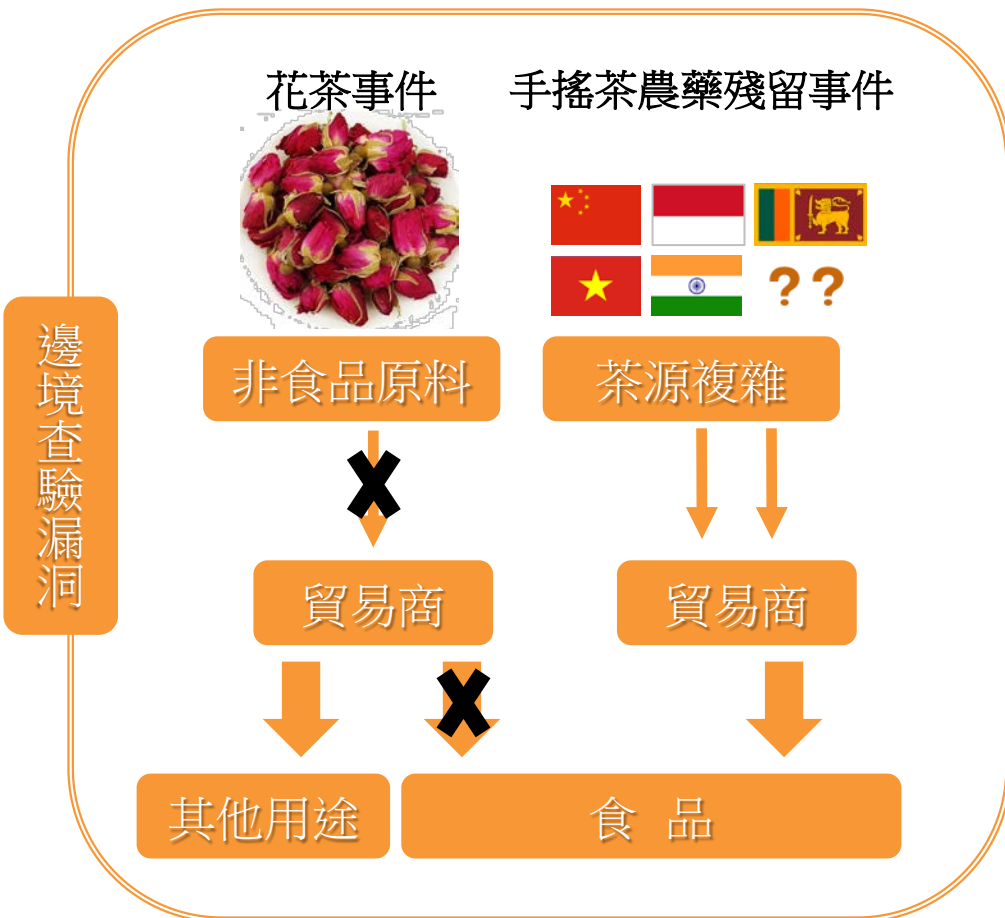 花茶事件
手搖茶農藥殘留事件
??
邊境查驗漏洞
非食品原料
茶源複雜
貿易商
貿易商
其他用途
食 品